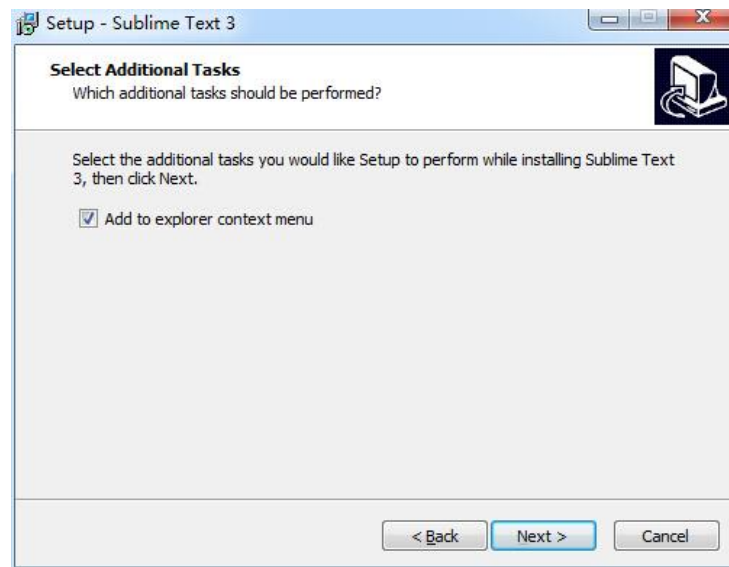 Setup - Sublime Text 3
Select Additional Tasks
Which additional tasks should be performed?
Select the additional tasks you would like Setup to perform while installing Sublime Text
3, then click Next.
Add to explorer context menu
< Back
Next >
Cancel